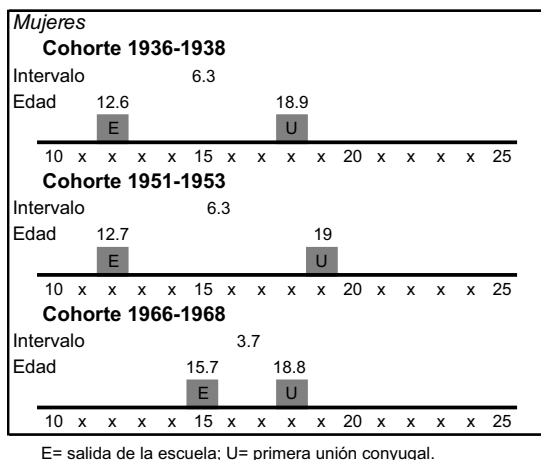 Mujeres
Cohorte 1936-1938
Intervalo 6.3
Edad 12.6 18.9
E U
10 x x x x 15 x x x x 20 x x x x 25
Cohorte 1951-1953
Intervalo 6.3
Edad 12.7 19
E U
10 x x x x 15 x x x x 20 x x x x 25
Cohorte 1966-1968
Intervalo 3.7
Edad 15.7 18.8
E U
10 x x x x 15 x x x x 20 x x x x 25
E= salida de la escuela; U= primera unión conyugal.